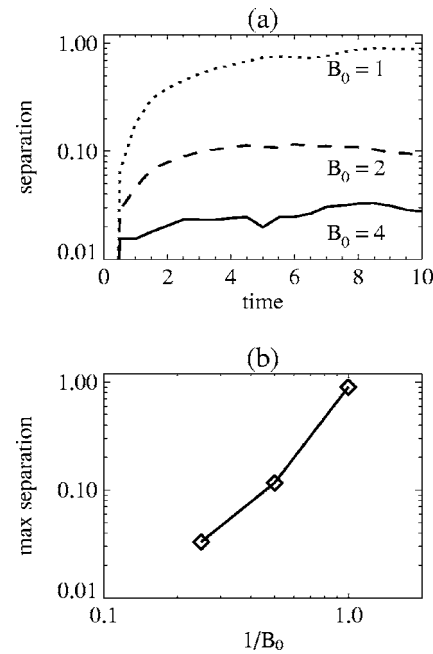 (a)
1.00
B₀ = 1
separation
0.10
B₀ = 2
B₀ = 4
0.01
0 2 4 6 8 10
time
(b)
1.00
max separation
0.10
0.01
0.1 1.0
1/B₀